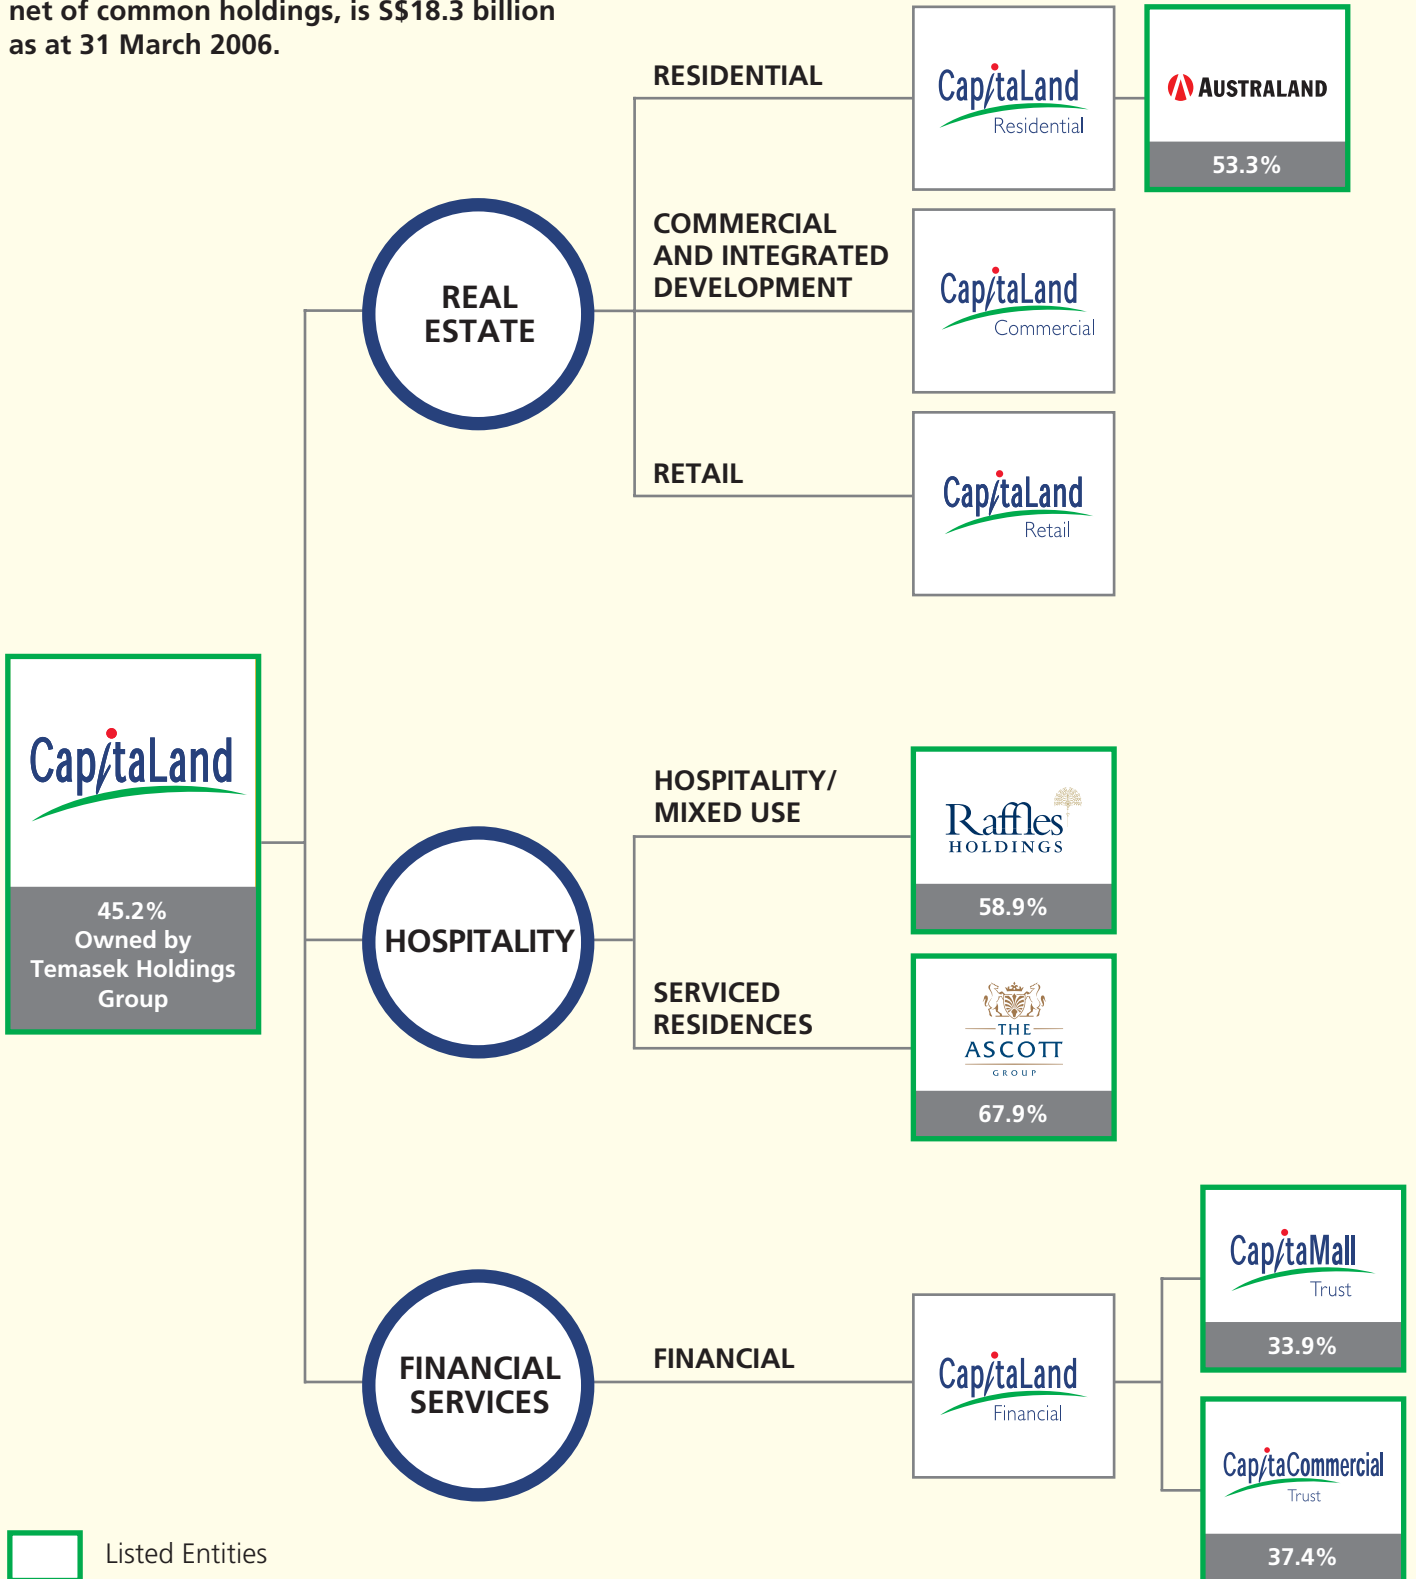 net of common holdings, is S$18.3 billion
as at 31 March 2006.
RESIDENTIAL
CapitaLand
Residential
AUSTRALAND
53.3%
REAL
ESTATE
COMMERCIAL
AND INTEGRATED
DEVELOPMENT
CapitaLand
Commercial
RETAIL
CapitaLand
Retail
CapitaLand
45.2%
Owned by
Temasek Holdings
Group
HOSPITALITY
HOSPITALITY/
MIXED USE
Raffles
HOLDINGS
58.9%
SERVICED
RESIDENCES
THE
ASCOTT
GROUP
67.9%
FINANCIAL
SERVICES
FINANCIAL
CapitaLand
Financial
CapitaMall
Trust
33.9%
CapitaCommercial
Trust
37.4%
Listed Entities